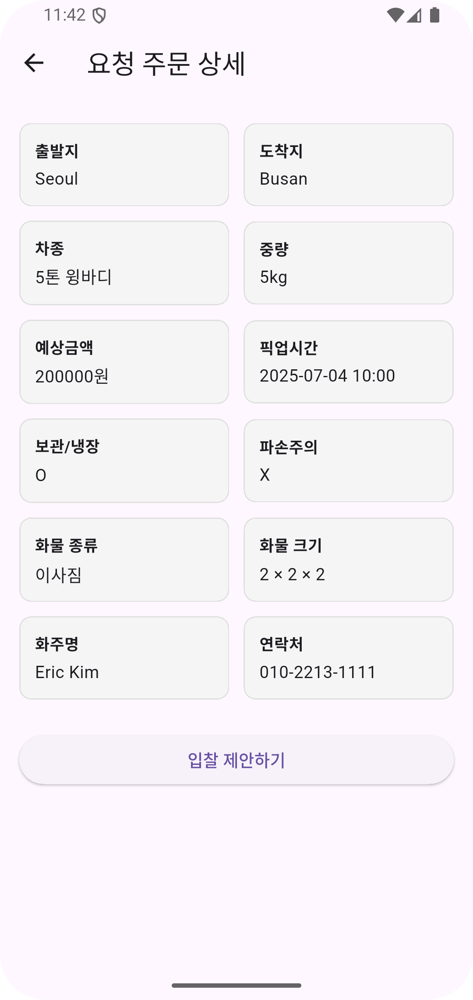 11:42
요청 주문 상세
출발지
Seoul
도착지
Busan
차종
5톤 윙바디
중량
5kg
예상금액
200000원
픽업시간
2025-07-04 10:00
보관/냉장
O
파손주의
X
화물 종류
이사짐
화물 크기
2 × 2 × 2
화주명
Eric Kim
연락처
010-2213-1111
입찰 제안하기